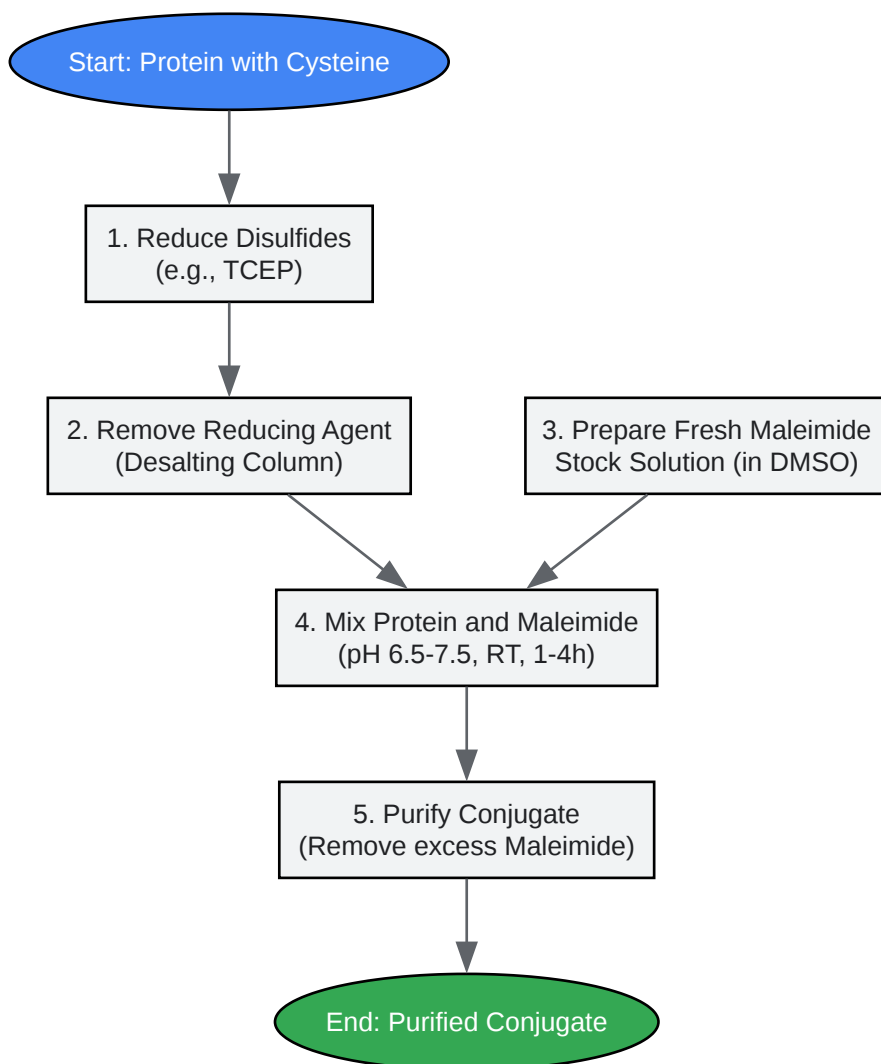 Start: Protein with Cysteine
1. Reduce Disulfides
(e.g., TCEP)
2. Remove Reducing Agent
(Desalting Column)
3. Prepare Fresh Maleimide
Stock Solution (in DMSO)
4. Mix Protein and Maleimide
(pH 6.5-7.5, RT, 1-4h)
5. Purify Conjugate
(Remove excess Maleimide)
End: Purified Conjugate